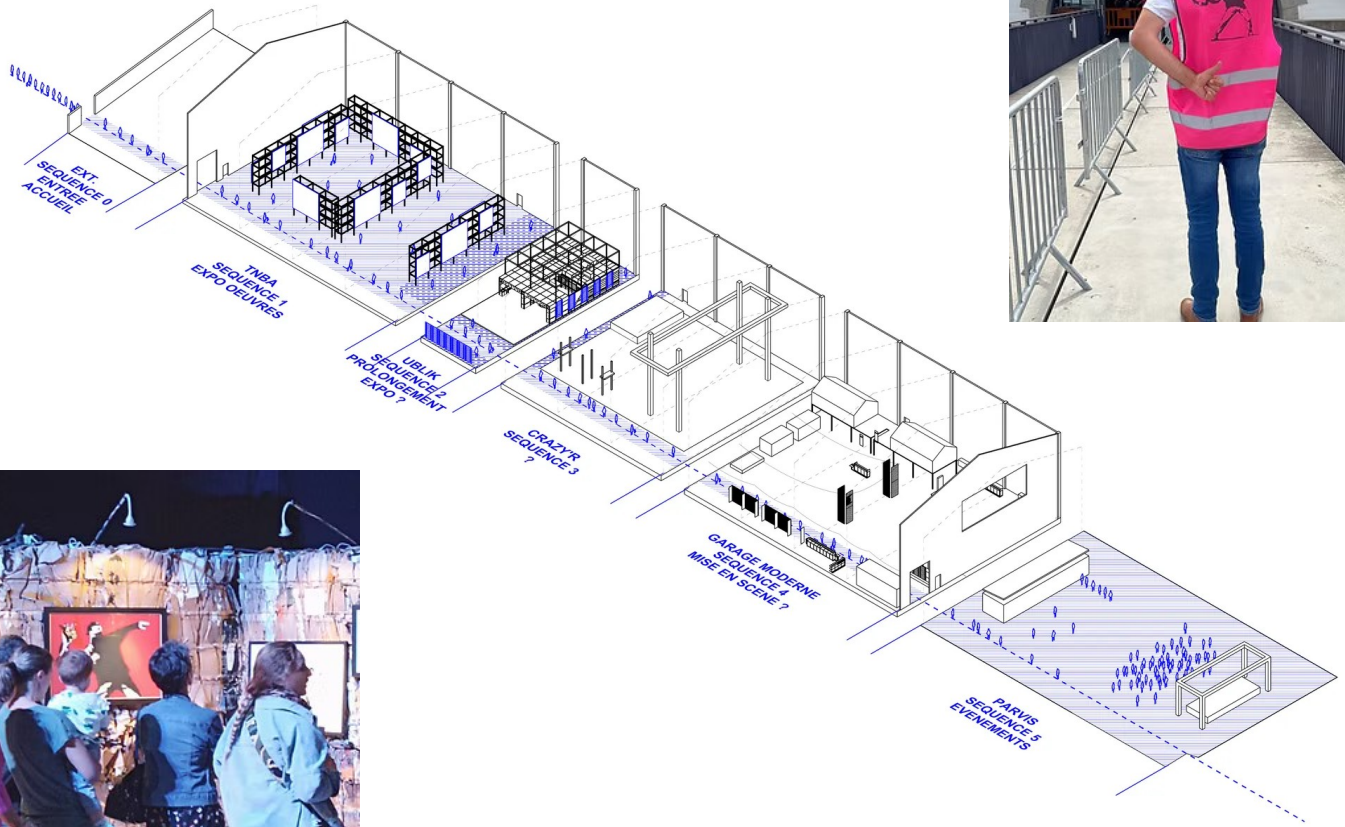 EXT.
SEQUENCE 0
ENTREE
ACCUEIL
TNBA
SEQUENCE 1
EXPO OEUVRES
UBLIK
SEQUENCE 2
PROLONGEMENT
EXPO ?
CRAZY'R
SEQUENCE 3
?
GARAGE MODERNE
SEQUENCE 4
MISE EN SCENE ?
PARVIS
SEQUENCE 5
EVENEMENTS